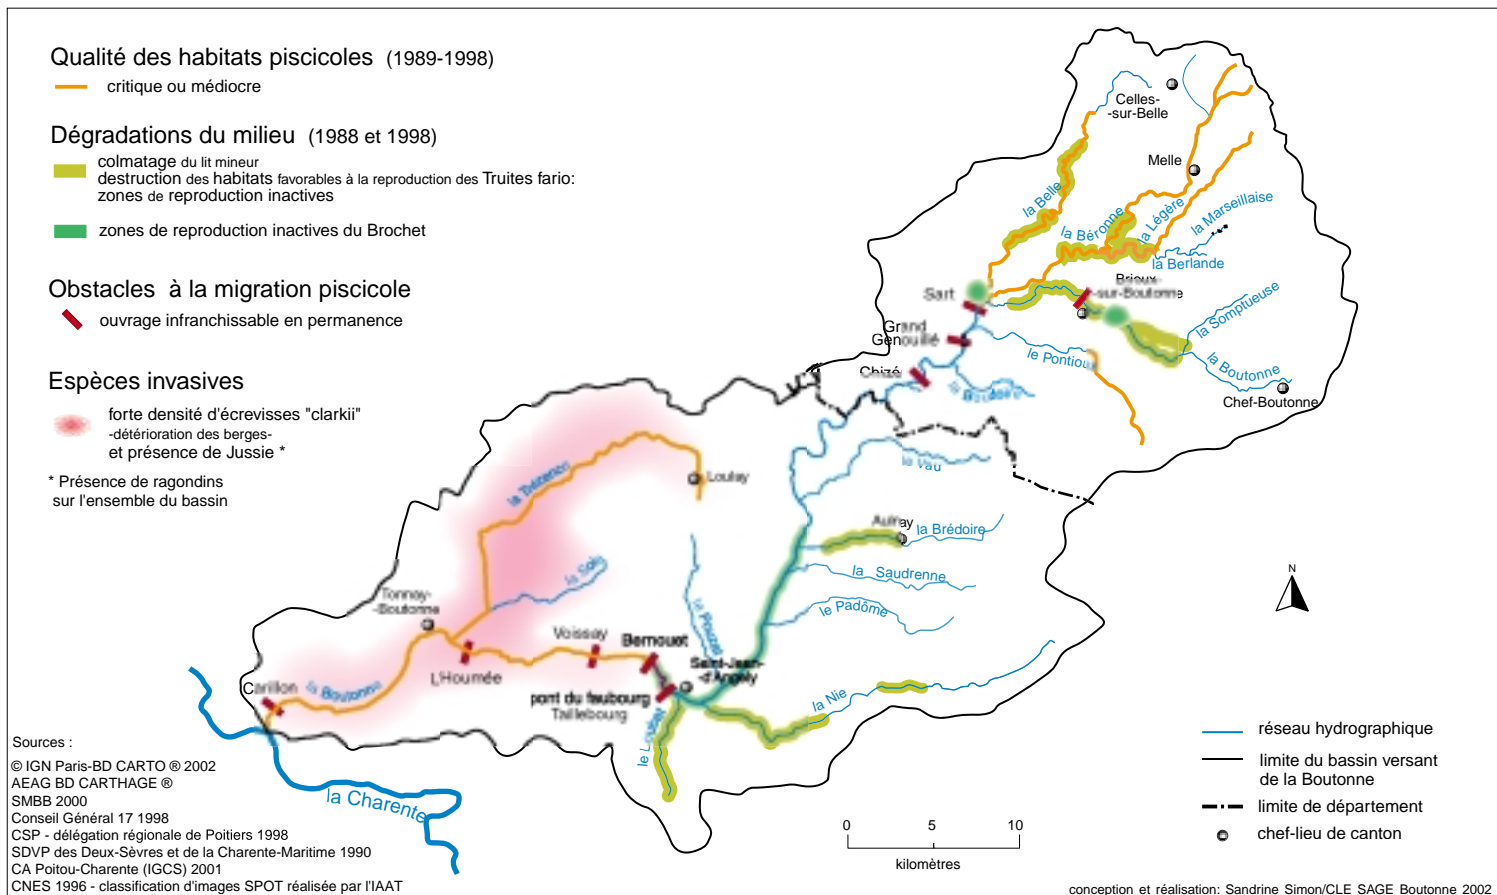 Qualité des habitats piscicoles (1989-1998)
critique ou médiocre
Dégradations du milieu (1988 et 1998)
colmatage du lit mineur
destruction des habitats favorables à la reproduction des Truites fario:
zones de reproduction inactives
zones de reproduction inactives du Brochet
Obstacles à la migration piscicole
ouvrage infranchissable en permanence
Espèces invasives
forte densité d'écrevisses "clarkii"
-détérioration des berges-
et présence de Jussie *
* Présence de ragondins
sur l'ensemble du bassin
Celles-
-sur-Belle
Melle
la Belle
la Béronne
la Légère
la Marseillaise
la Berlande
Brioux-
-sur-Boutonne
Sart
Grand
Genouillé
Chizé
le Pontioux
la Somptueuse
la Boutonne
Chef-Boutonne
le Vau
Loulay
la Trézence
Aulnay
la Brédoire
la Saudrenne
le Padôme
la Soie
le Pouzat
Tonnay-
-Boutonne
Voissay
Bernouet
Saint-Jean-
-d'Angély
L'Houmée
pont du faubourg
Taillebourg
Carillon
la Boutonne
la Nie
la Charente
N
Sources :
© IGN Paris-BD CARTO ® 2002
AEAG BD CARTHAGE ®
SMBB 2000
Conseil Général 17 1998
CSP - délégation régionale de Poitiers 1998
SDVP des Deux-Sèvres et de la Charente-Maritime 1990
CA Poitou-Charente (IGCS) 2001
CNES 1996 - classification d'images SPOT réalisée par l'IAAT
0 5 10
kilomètres
réseau hydrographique
limite du bassin versant
de la Boutonne
limite de département
chef-lieu de canton
conception et réalisation: Sandrine Simon/CLE SAGE Boutonne 2002